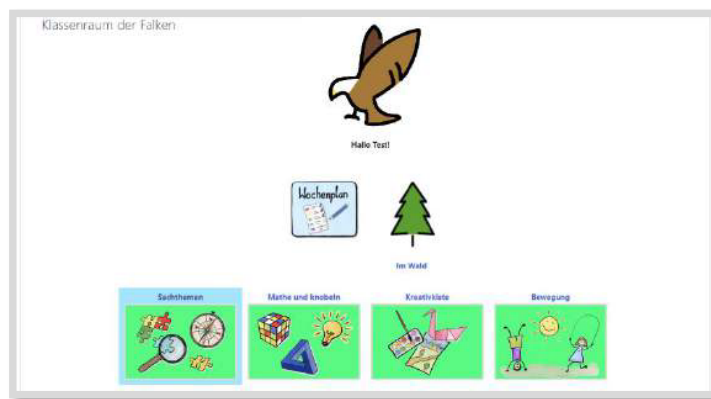 Klassenraum der Falken
Hallo Test!
Wochenplan
Im Wald
Sachthemen
Mathe und knobeln
Kreativkiste
Bewegung